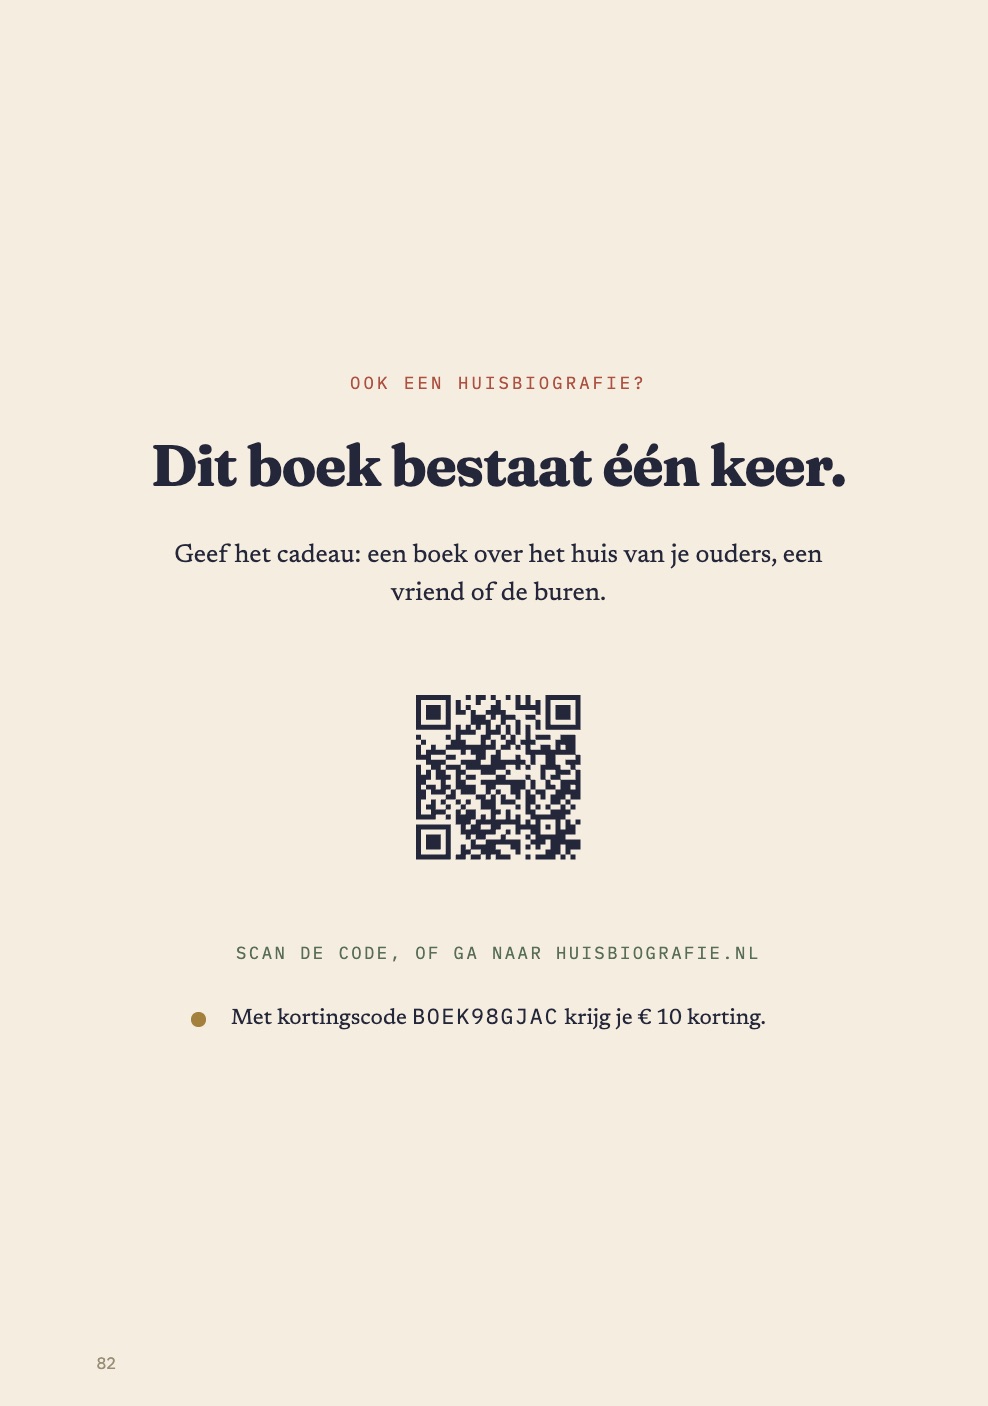 OOK EEN HUISBIOGRAFIE?
Dit boek bestaat één keer.
Geef het cadeau: een boek over het huis van je ouders, een
vriend of de buren.
SCAN DE CODE, OF GA NAAR HUISBIOGRAFIE.NL
Met kortingscode BOEK98GJAC krijg je € 10 korting.
82